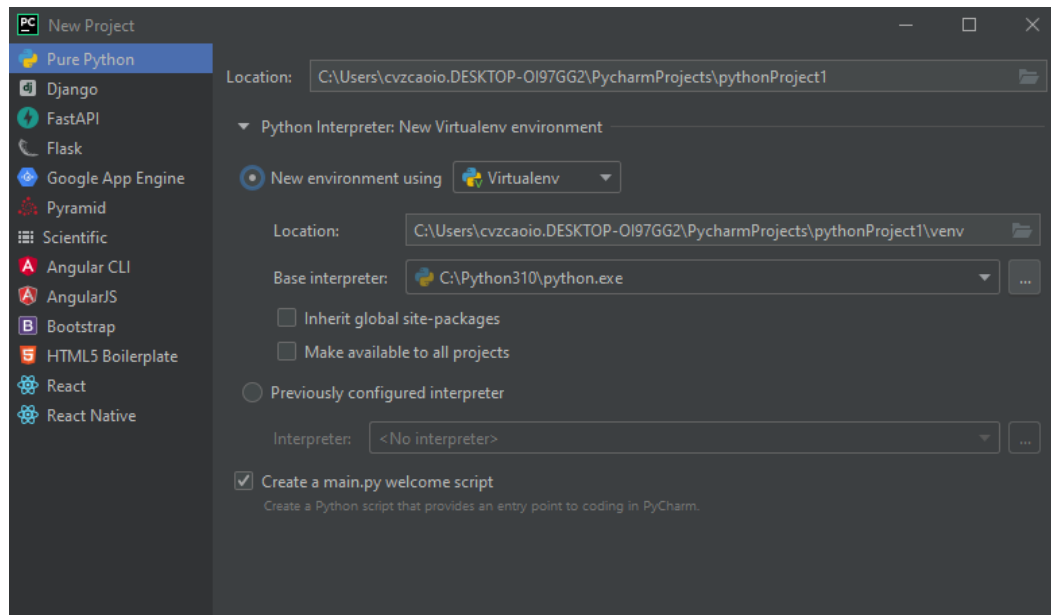 PC New Project
Pure Python
Django
FastAPI
Flask
Google App Engine
Pyramid
Scientific
Angular CLI
AngularJS
Bootstrap
HTML5 Boilerplate
React
React Native
Location: C:\Users\cvzcaoio.DESKTOP-OI97GG2\PycharmProjects\pythonProject1
Python Interpreter: New Virtualenv environment
New environment using Virtualenv
Location: C:\Users\cvzcaoio.DESKTOP-OI97GG2\PycharmProjects\pythonProject1\venv
Base interpreter: C:\Python310\python.exe ...
Inherit global site-packages
Make available to all projects
Previously configured interpreter
Interpreter: <No interpreter> ...
Create a main.py welcome script
Create a Python script that provides an entry point to coding in PyCharm.